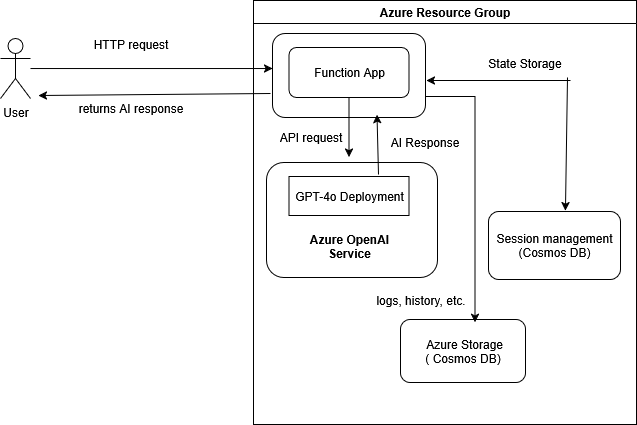 Azure Resource Group
HTTP request
Function App
State Storage
User
returns AI response
API request
AI Response
GPT-4o Deployment
Azure OpenAI
Service
Session management
(Cosmos DB)
logs, history, etc.
Azure Storage
( Cosmos DB)